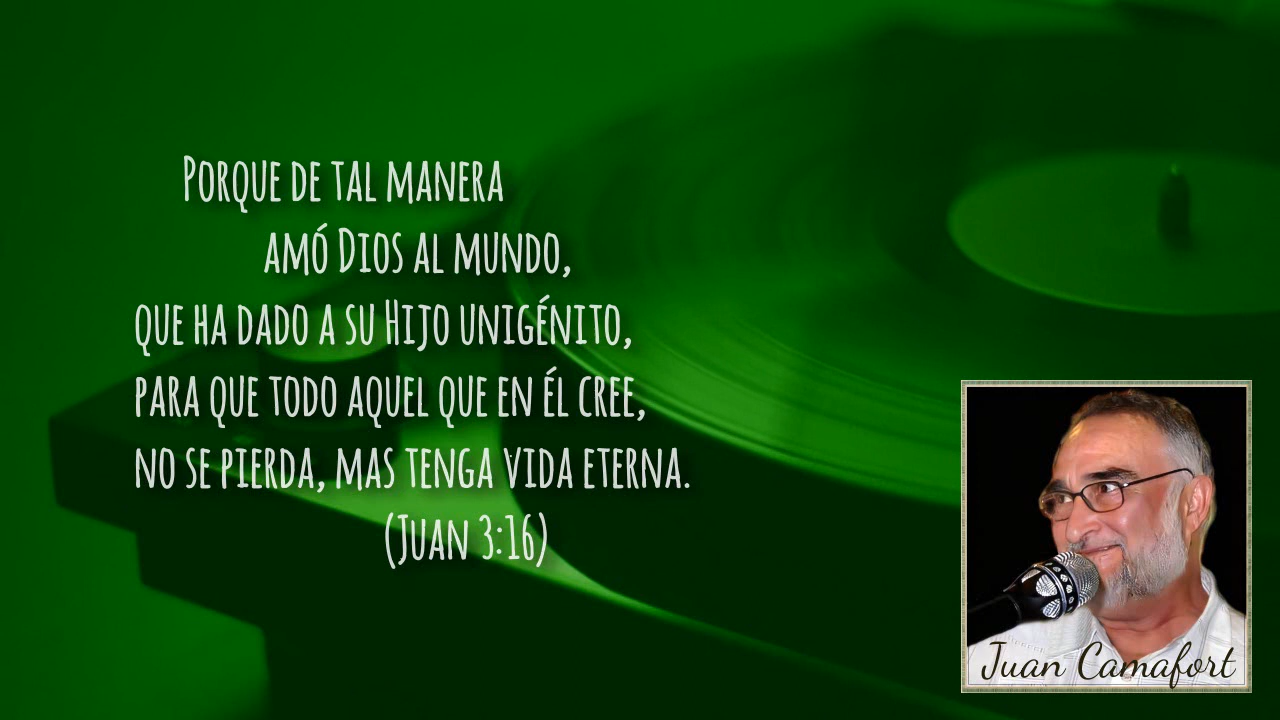 Porque de tal manera
amó Dios al mundo,
que ha dado a su Hijo unigénito,
para que todo aquel que en él cree,
no se pierda, mas tenga vida eterna.
(Juan 3:16)
Juan Camafort